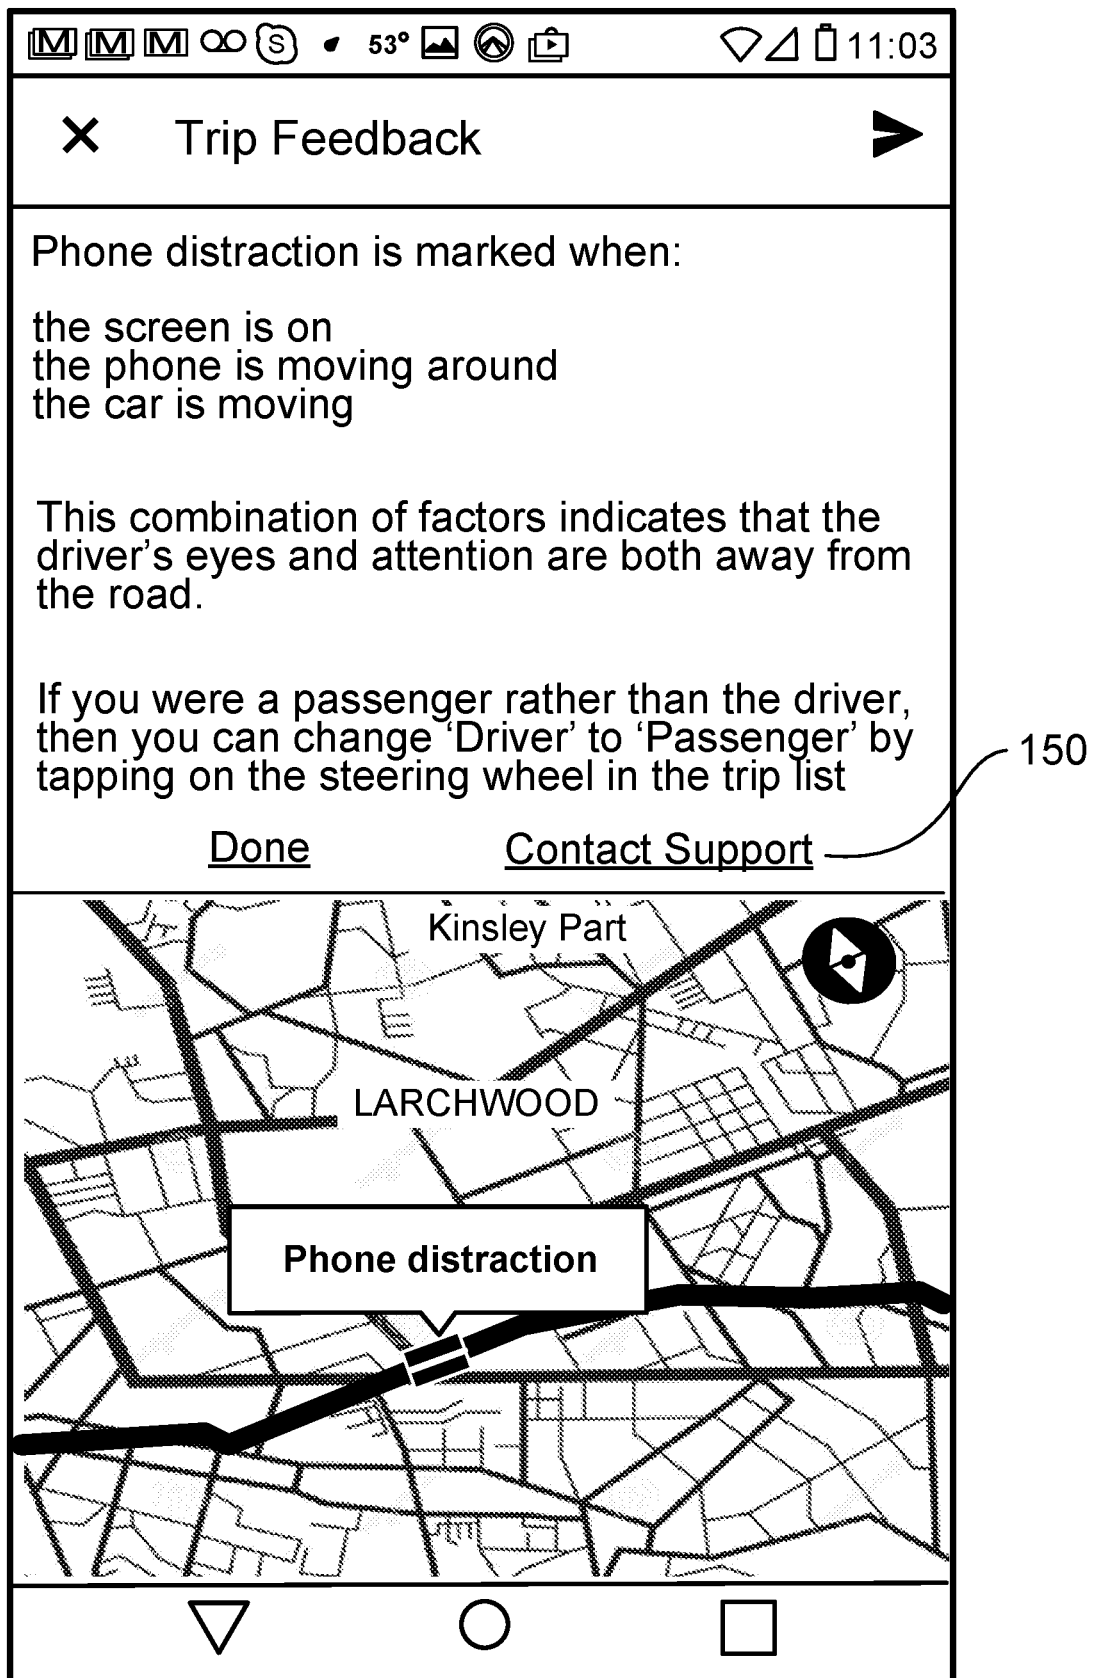 M M M S 53° 11:03
Trip Feedback
Phone distraction is marked when:
the screen is on
the phone is moving around
the car is moving
This combination of factors indicates that the
driver’s eyes and attention are both away from
the road.
If you were a passenger rather than the driver,
then you can change ‘Driver’ to ‘Passenger’ by
tapping on the steering wheel in the trip list
150
Done Contact Support
Kinsley Part
LARCHWOOD
Phone distraction